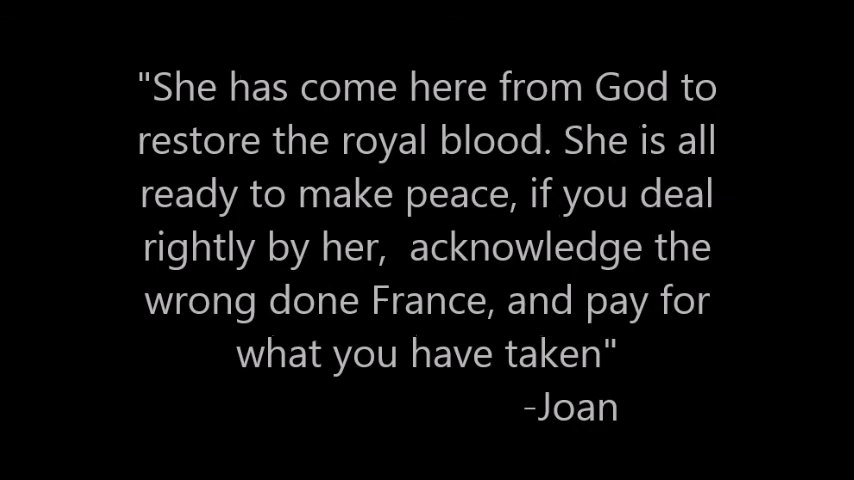 "She has come here from God to
restore the royal blood. She is all
ready to make peace, if you deal
rightly by her,  acknowledge the
wrong done France, and pay for
what you have taken"
-Joan